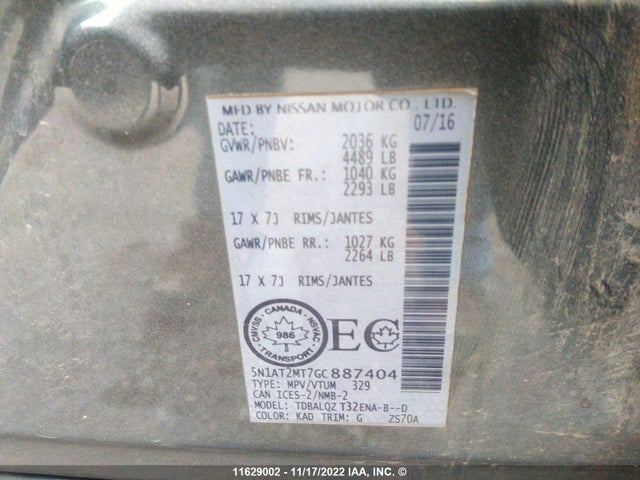 MFD BY NISSAN MOTOR CO., LTD.
DATE: 07/16
GVWR/PNBV: 2036 KG
4489 LB
GAWR/PNBE FR.: 1040 KG
2293 LB
17 X 7J RIMS/JANTES
GAWR/PNBE RR.: 1027 KG
2264 LB
17 X 7J RIMS/JANTES
CANADA
CMVSS · NSVAC
986
TRANSPORT
EC
5N1AT2MT7GC887404
TYPE: MPV/VTUM 329
CAN ICES-2/NMB-2
MODEL: TDBALQZ T32ENA-B--D
COLOR: KAD TRIM: G ZS70A
11629002 - 11/17/2022 IAA, INC. ©